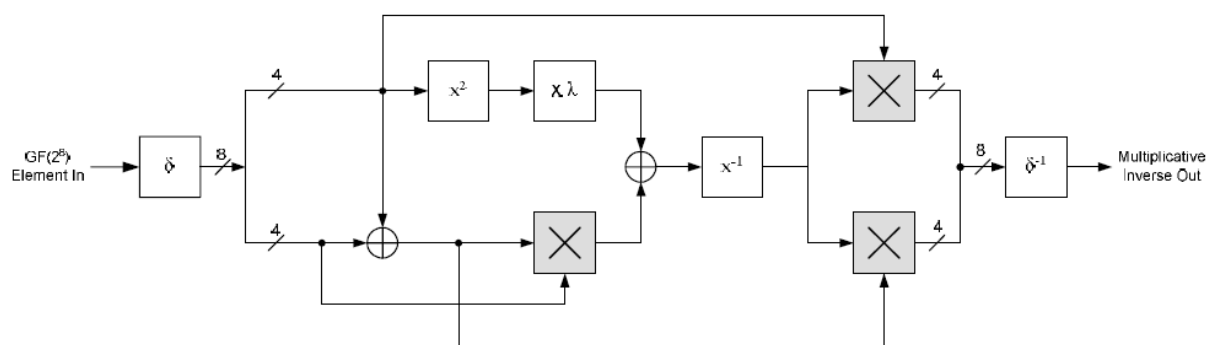 4
x²
x λ
4
GF(2⁸)
Element In
δ
8
x⁻¹
8
δ⁻¹
Multiplicative
Inverse Out
4
4